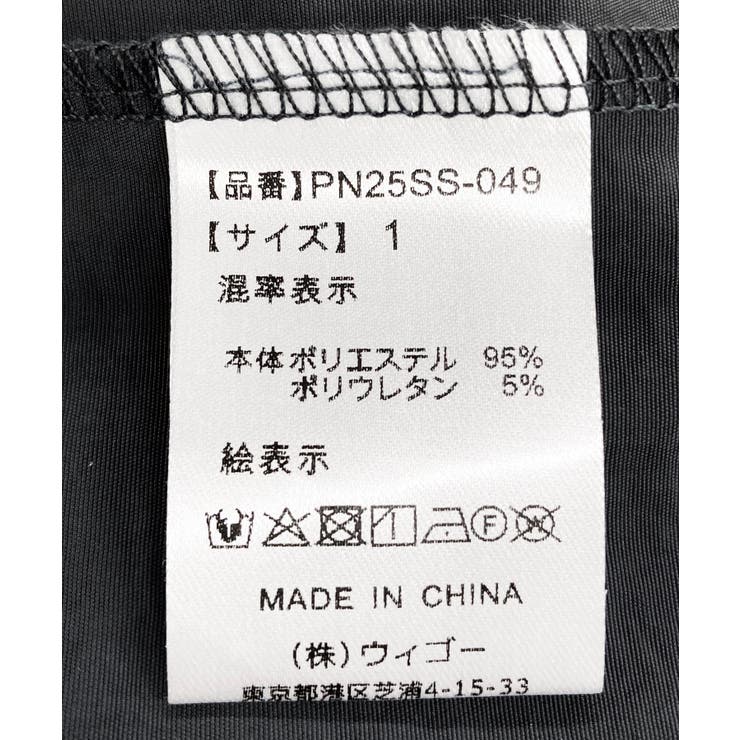 【品番】PN25SS-049
【サイズ】 1
混率表示
本体ポリエステル 95%
ポリウレタン 5%
絵表示
F W
MADE IN CHINA
(株)ウィゴー
東京都港区芝浦4-15-33